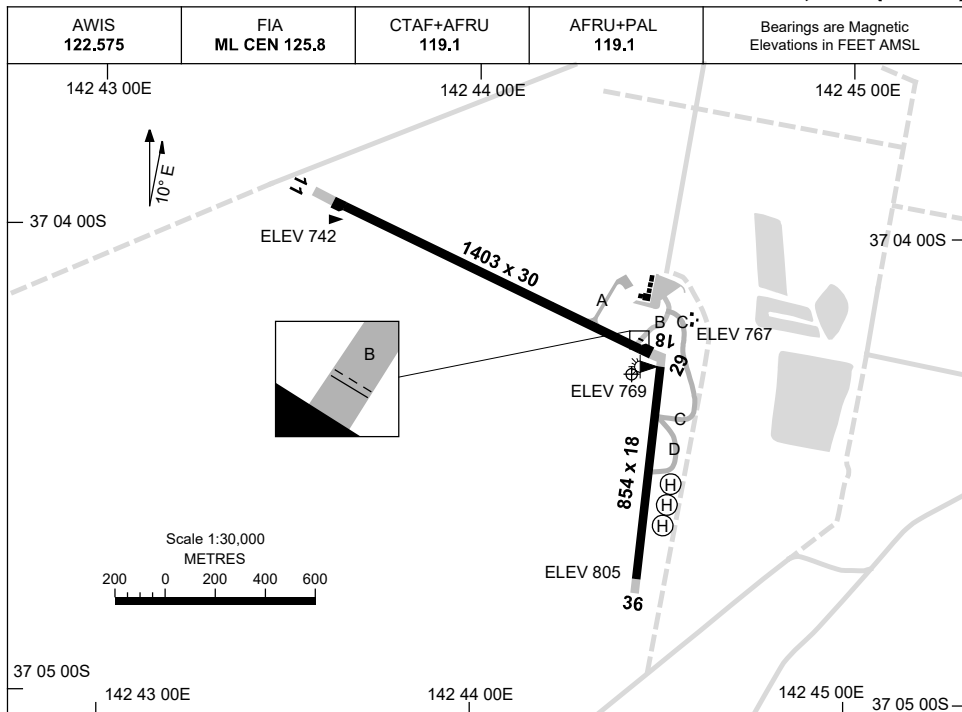 AWIS
122.575
FIA
ML CEN 125.8
CTAF+AFRU
119.1
AFRU+PAL
119.1
Bearings are Magnetic
Elevations in FEET AMSL
142 43 00E
142 44 00E
142 45 00E
10° E
11
37 04 00S
ELEV 742
37 04 00S
1403 x 30
A
B
C
18
ELEV 767
29
B
ELEV 769
C
D
854 x 18
H
H
H
Scale 1:30,000
METRES
200 0 200 400 600
ELEV 805
36
37 05 00S
142 43 00E
142 44 00E
142 45 00E
37 05 00S